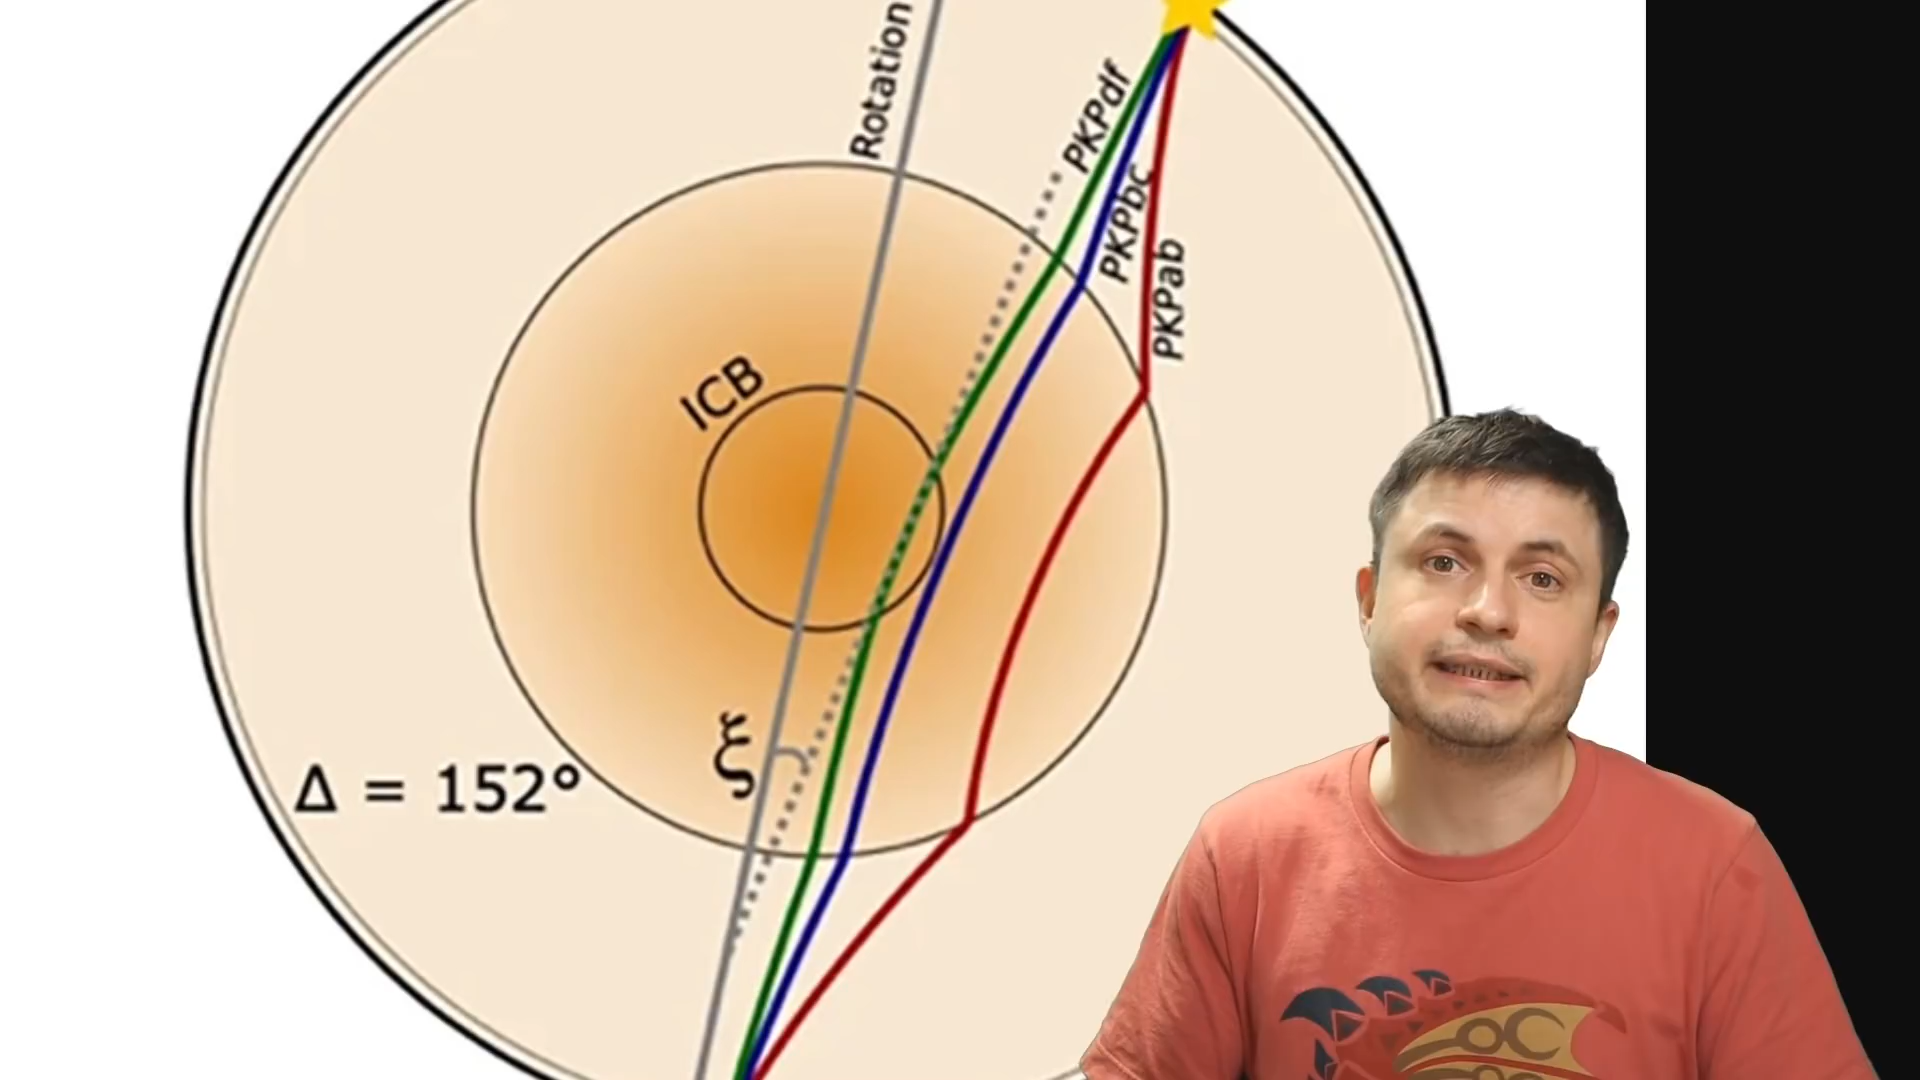 Rotation
PKPdf
PKPbc
PKPab
ICB
ξ
Δ = 152°